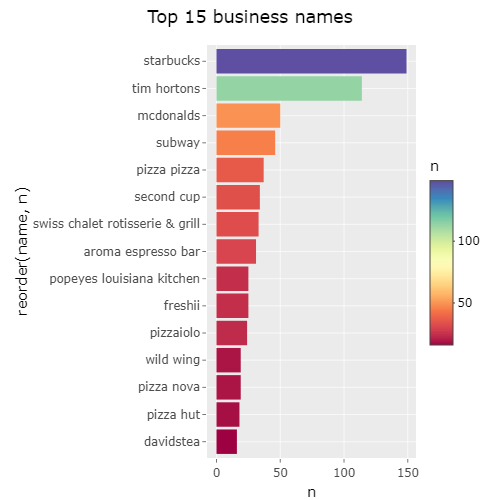 Top 15 business names
starbucks
tim hortons
mcdonalds
subway
pizza pizza
second cup
swiss chalet rotisserie & grill
aroma espresso bar
popeyes louisiana kitchen
freshii
pizzaiolo
wild wing
pizza nova
pizza hut
davidstea
reorder(name, n)
0 50 100 150
n
n
100
50